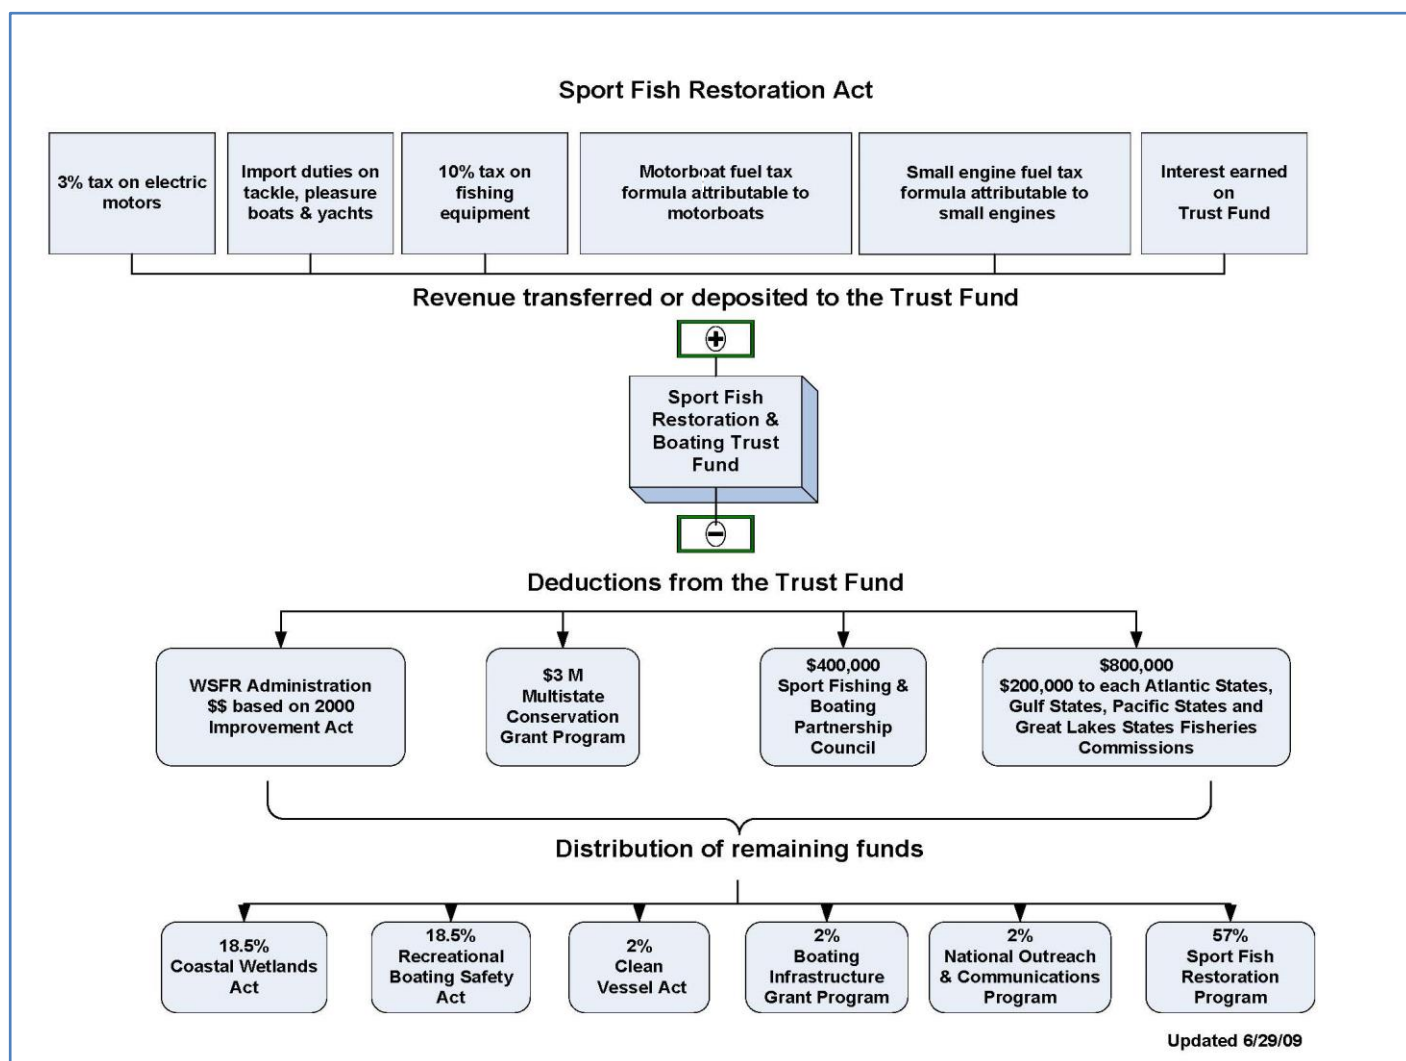 Sport Fish Restoration Act
3% tax on electric
motors
Import duties on
tackle, pleasure
boats & yachts
10% tax on
fishing
equipment
Motorboat fuel tax
formula attributable to
motorboats
Small engine fuel tax
formula attributable to
small engines
Interest earned
on
Trust Fund
Revenue transferred or deposited to the Trust Fund
+
Sport Fish
Restoration &
Boating Trust
Fund
−
Deductions from the Trust Fund
WSFR Administration
$$ based on 2000
Improvement Act
$3 M
Multistate
Conservation
Grant Program
$400,000
Sport Fishing &
Boating
Partnership
Council
$800,000
$200,000 to each Atlantic States,
Gulf States, Pacific States and
Great Lakes States Fisheries
Commissions
Distribution of remaining funds
18.5%
Coastal Wetlands
Act
18.5%
Recreational
Boating Safety
Act
2%
Clean
Vessel Act
2%
Boating
Infrastructure
Grant Program
2%
National Outreach
& Communications
Program
57%
Sport Fish
Restoration
Program
Updated 6/29/09